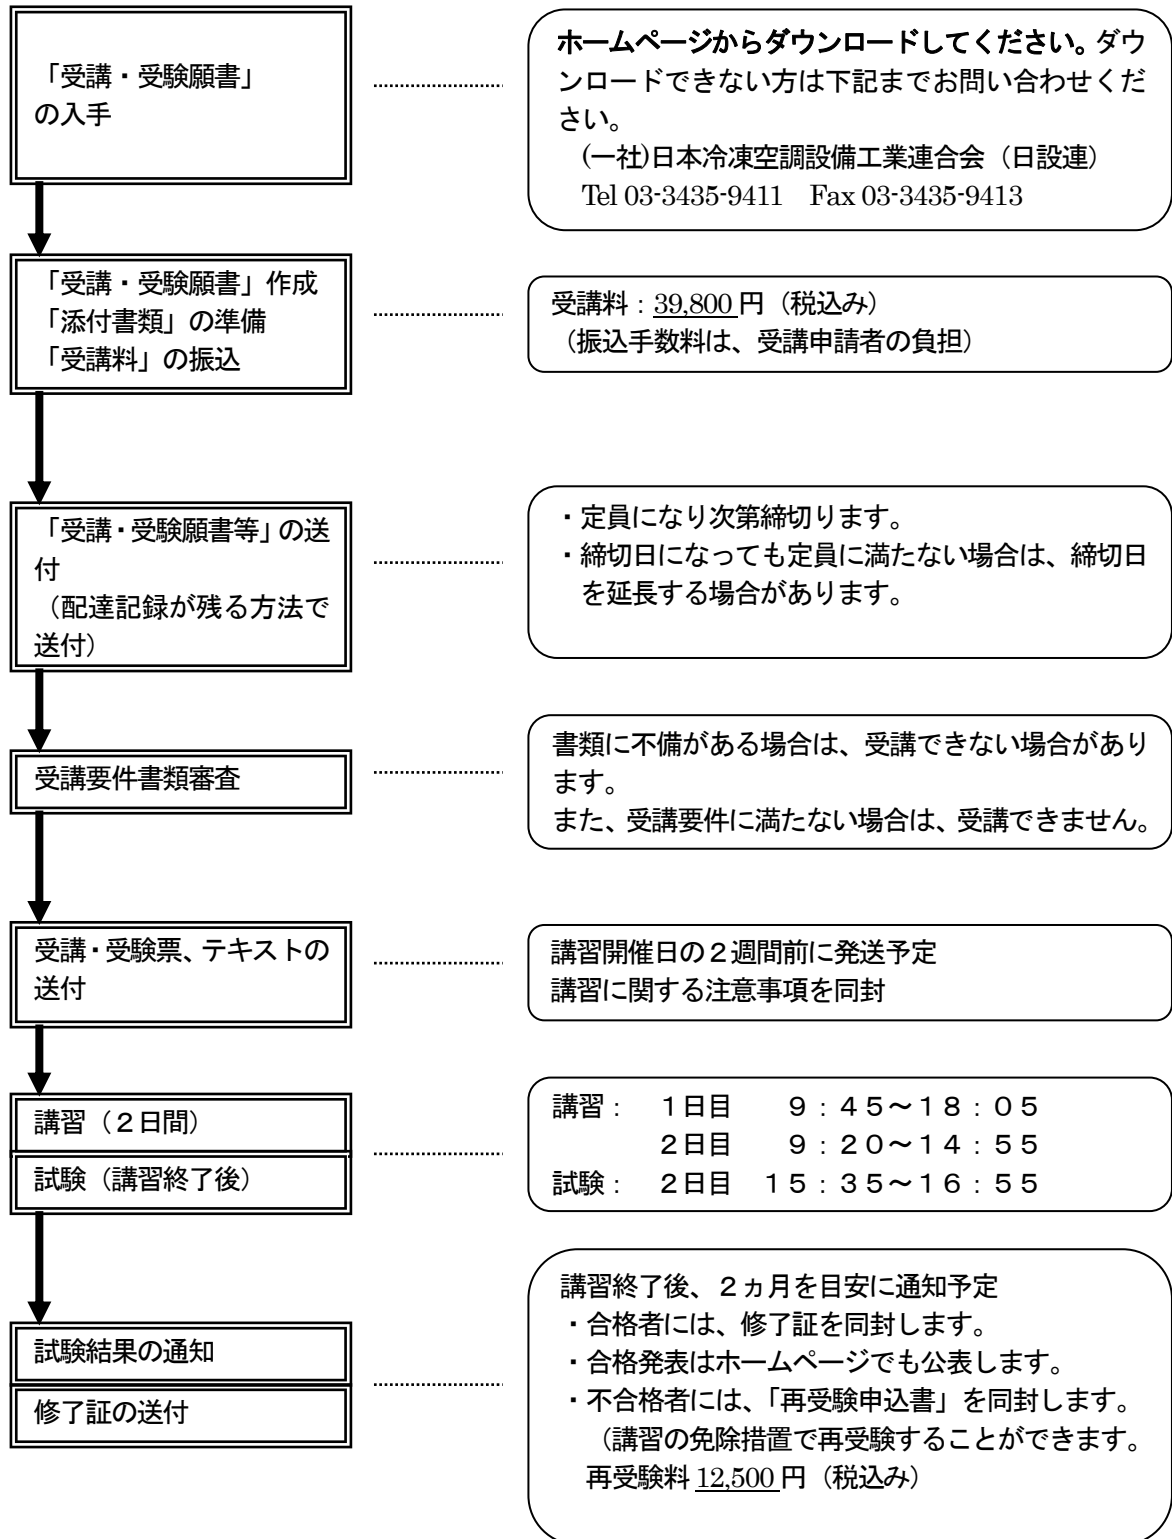 「受講・受験願書」
の入手
ホームページからダウンロードしてください。ダウ
ンロードできない方は下記までお問い合わせくだ
さい。
(一社)日本冷凍空調設備工業連合会（日設連）
Tel 03-3435-9411　Fax 03-3435-9413
「受講・受験願書」作成
「添付書類」の準備
「受講料」の振込
受講料：39,800 円（税込み）
（振込手数料は、受講申請者の負担）
「受講・受験願書等」の送
付
（配達記録が残る方法で
送付）
・定員になり次第締切ります。
・締切日になっても定員に満たない場合は、締切日
を延長する場合があります。
受講要件書類審査
書類に不備がある場合は、受講できない場合があり
ます。
また、受講要件に満たない場合は、受講できません。
受講・受験票、テキストの
送付
講習開催日の２週間前に発送予定
講習に関する注意事項を同封
講習（２日間）
試験（講習終了後）
講習：　１日目　　９：４５～１８：０５
２日目　　９：２０～１４：５５
試験：　２日目　１５：３５～１６：５５
試験結果の通知
修了証の送付
講習終了後、２ヵ月を目安に通知予定
・合格者には、修了証を同封します。
・合格発表はホームページでも公表します。
・不合格者には、「再受験申込書」を同封します。
（講習の免除措置で再受験することができます。
再受験料 12,500 円（税込み）